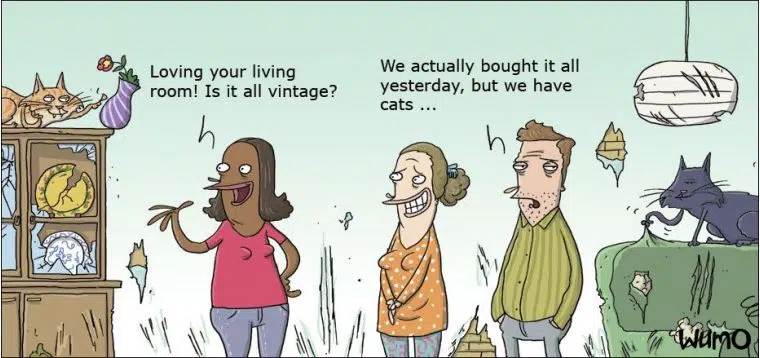 Loving your living
room! Is it all vintage?
We actually bought it all
yesterday, but we have
cats ...
WUMO